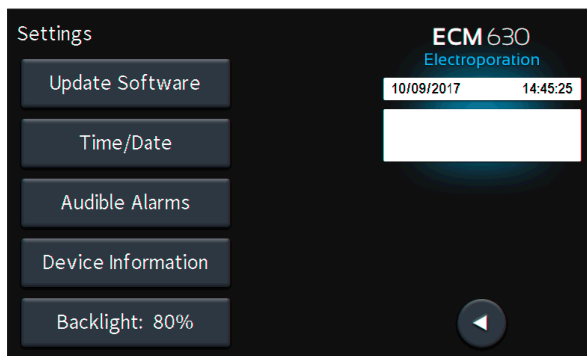 Settings
Update Software
Time/Date
Audible Alarms
Device Information
Backlight: 80%
ECM 630
Electroporation
10/09/2017 14:45:25